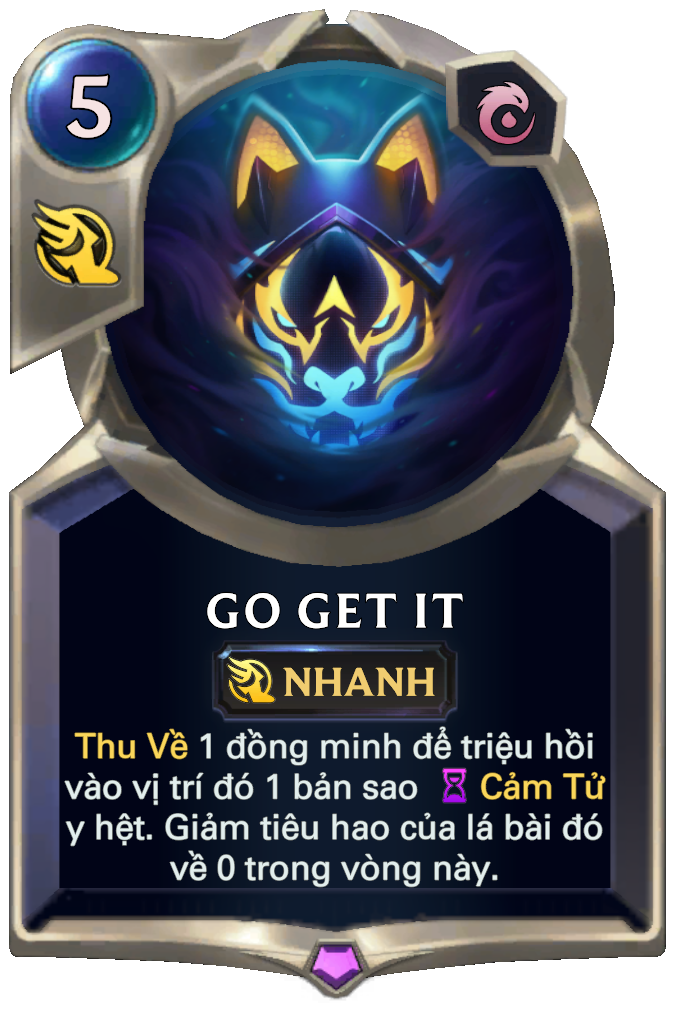 5
GO GET IT
NHANH
Thu Về 1 đồng minh để triệu hồi
vào vị trí đó 1 bản sao Cảm Tử
y hệt. Giảm tiêu hao của lá bài đó
về 0 trong vòng này.